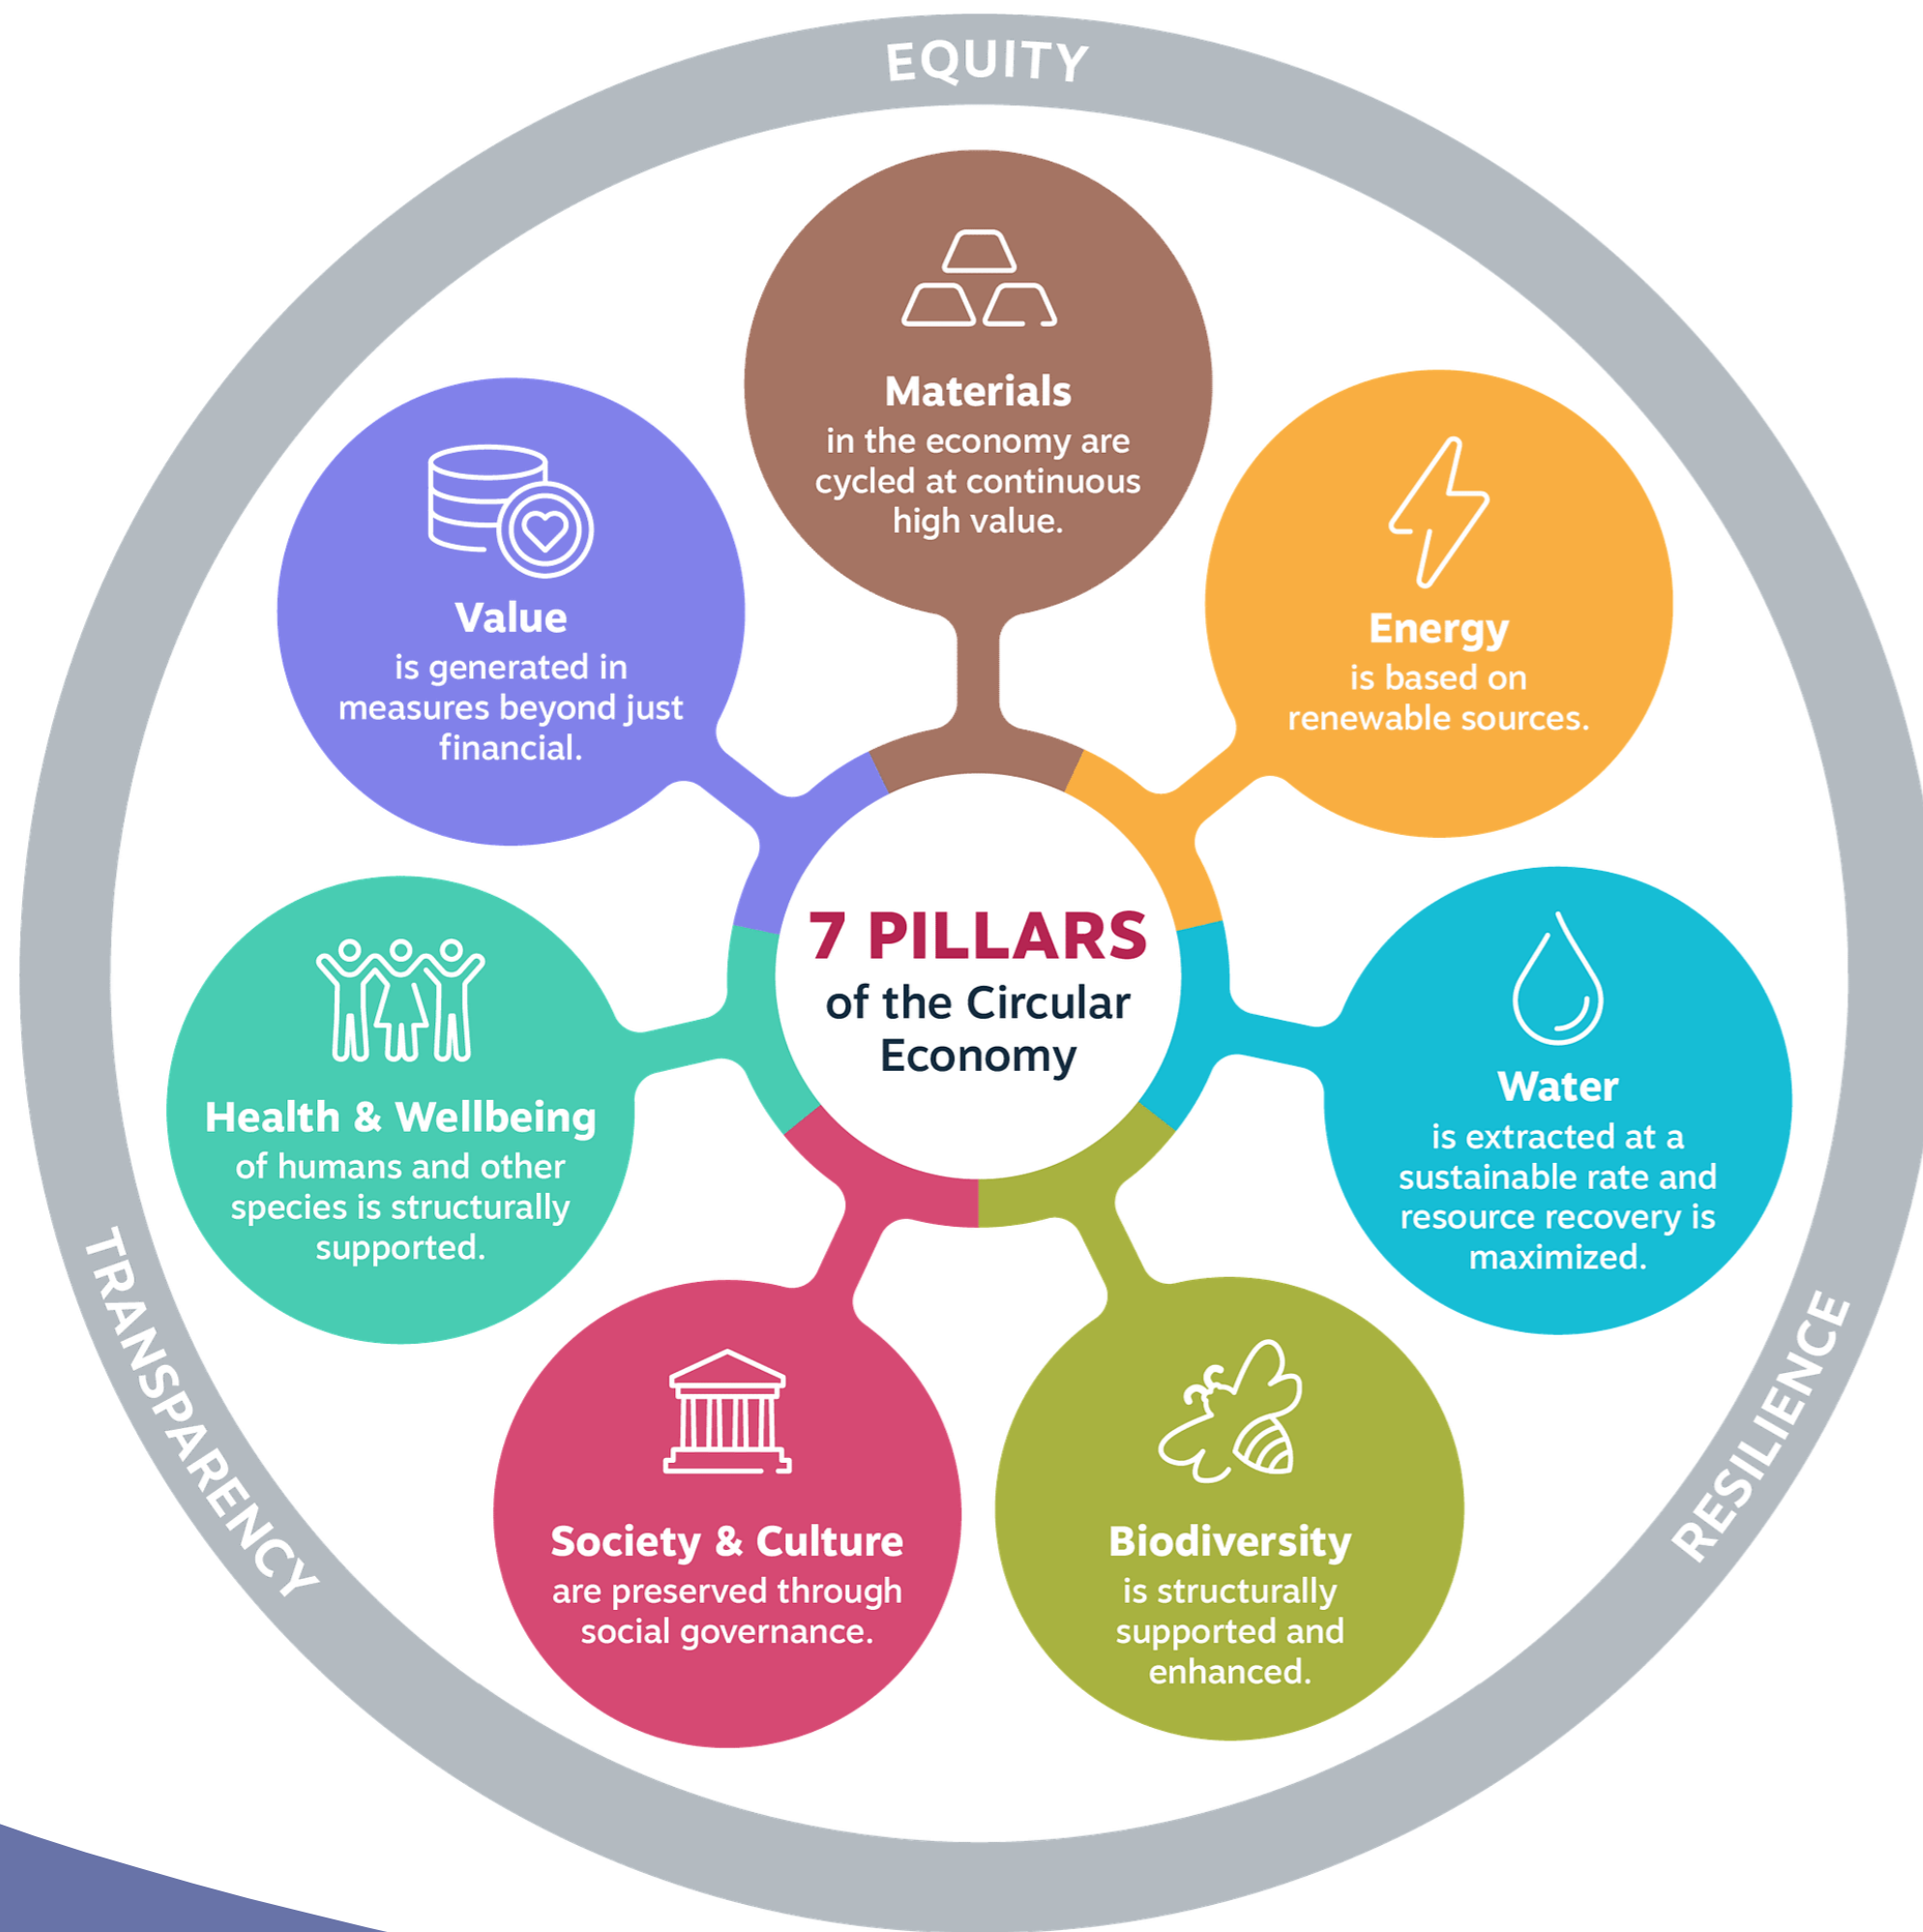 EQUITY
Materials
in the economy are
cycled at continuous
high value.
Energy
is based on
renewable sources.
Water
is extracted at a
sustainable rate and
resource recovery is
maximized.
Biodiversity
is structurally
supported and
enhanced.
Society & Culture
are preserved through
social governance.
Health & Wellbeing
of humans and other
species is structurally
supported.
Value
is generated in
measures beyond just
financial.
7 PILLARS
of the Circular
Economy
RESILIENCE
TRANSPARENCY